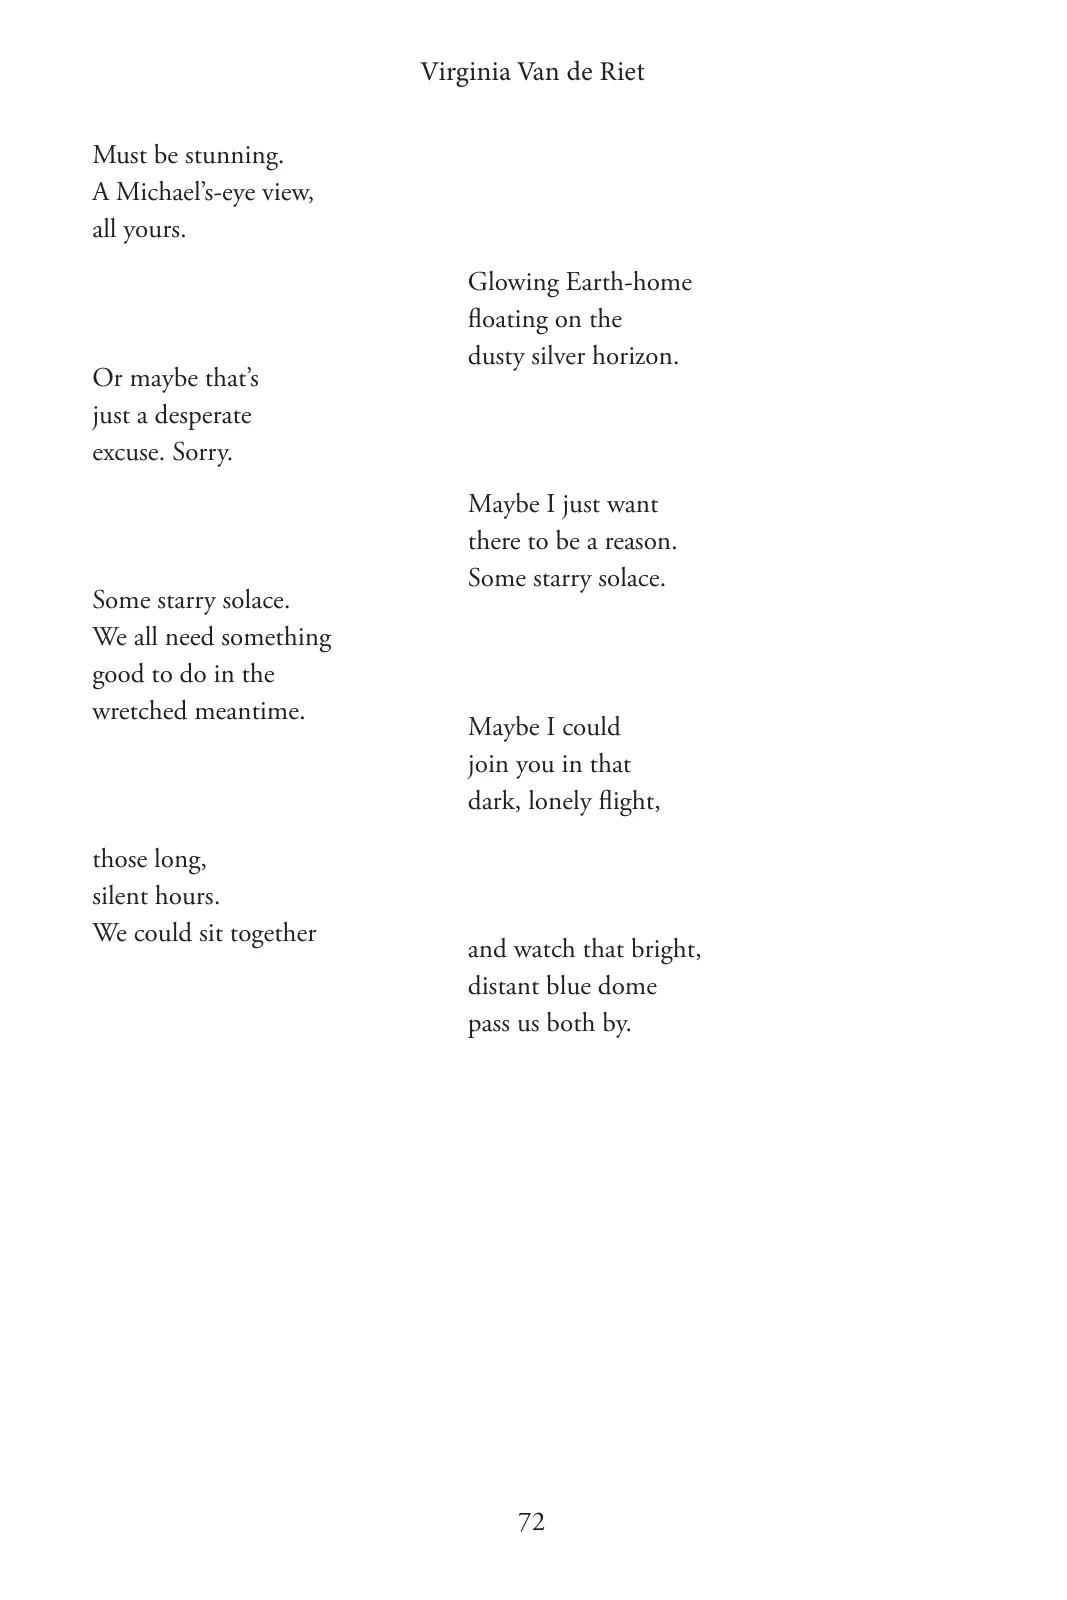 Virginia Van de Riet
Must be stunning.
A Michael’s-eye view,
all yours.
Glowing Earth-home
floating on the
dusty silver horizon.
Or maybe that’s
just a desperate
excuse. Sorry.
Maybe I just want
there to be a reason.
Some starry solace.
Some starry solace.
We all need something
good to do in the
wretched meantime.
Maybe I could
join you in that
dark, lonely flight,
those long,
silent hours.
We could sit together
and watch that bright,
distant blue dome
pass us both by.
72